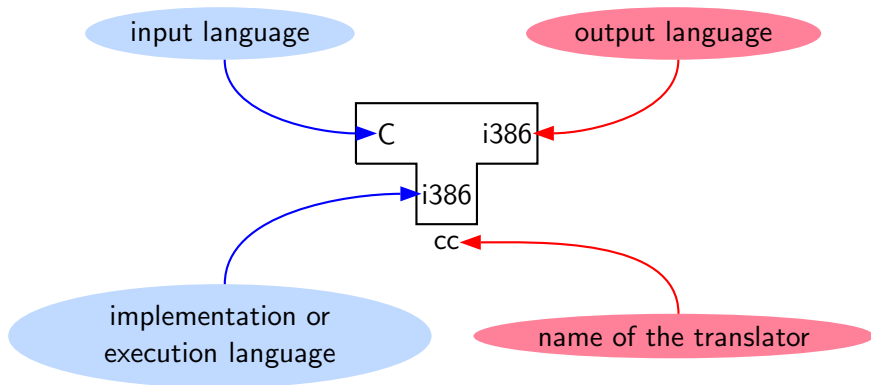 input language
output language
C
i386
i386
cc
implementation or
execution language
name of the translator